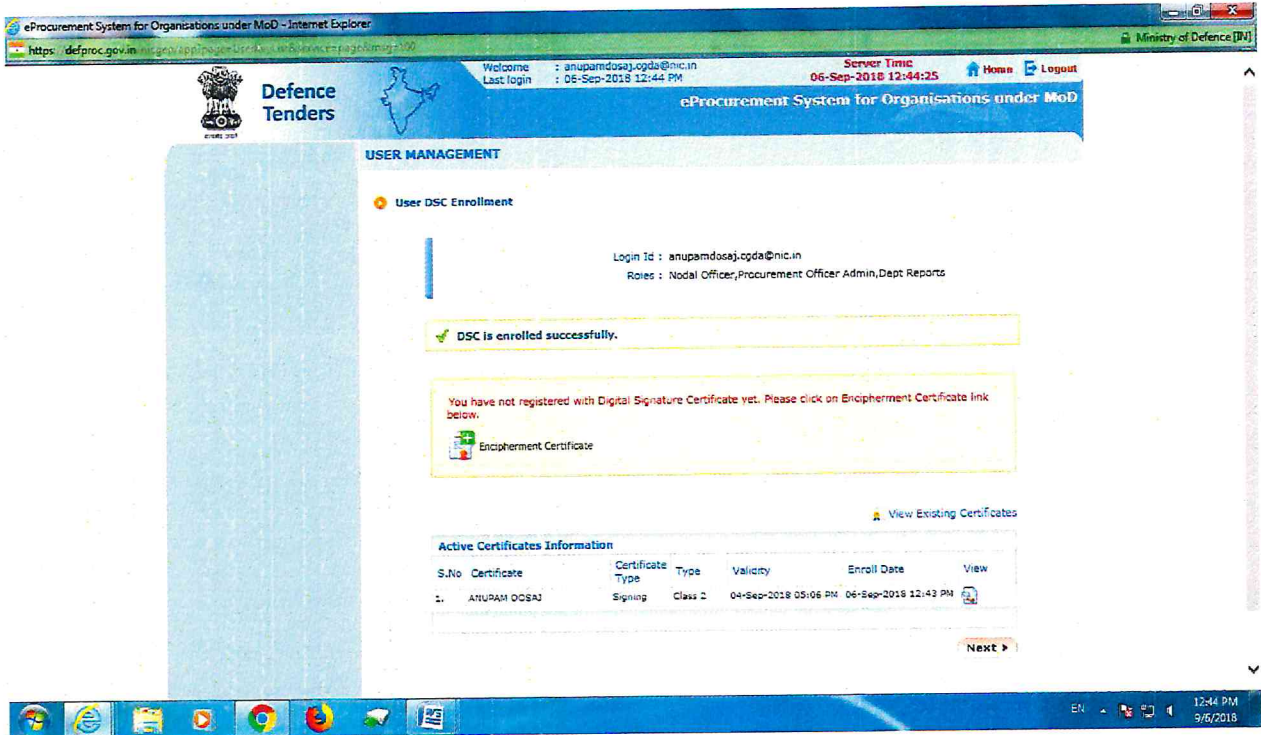 eProcurement System for Organisations under MoD - Internet Explorer
https: defproc.gov.in
Ministry of Defence [IN]
Welcome : anupamdosaj.cgda@nic.in
Last login : 06-Sep-2018 12:44 PM
Server Time
06-Sep-2018 12:44:25
Home Logout
Defence
Tenders
eProcurement System for Organisations under MoD
USER MANAGEMENT
User DSC Enrollment
Login Id : anupamdosaj.cgda@nic.in
Roles : Nodal Officer,Procurement Officer Admin,Dept Reports
DSC is enrolled successfully.
You have not registered with Digital Signature Certificate yet. Please click on Encipherment Certificate link
below.
Encipherment Certificate
View Existing Certificates
Active Certificates Information
S.No Certificate Certificate Type Type Validity Enroll Date View
1. ANUPAM DOSAJ Signing Class 2 04-Sep-2018 05:06 PM 06-Sep-2018 12:43 PM
Next
EN
12:44 PM
9/6/2018